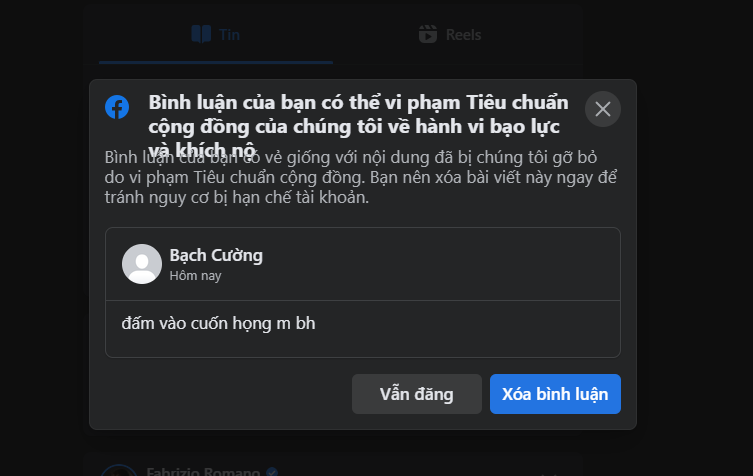 Tin
Reels
Bình luận của bạn có thể vi phạm Tiêu chuẩn
cộng đồng của chúng tôi về hành vi bạo lực
và khích nộ
Bình luận của bạn có vẻ giống với nội dung đã bị chúng tôi gỡ bỏ
do vi phạm Tiêu chuẩn cộng đồng. Bạn nên xóa bài viết này ngay để
tránh nguy cơ bị hạn chế tài khoản.
Bạch Cường
Hôm nay
đấm vào cuốn họng m bh
Vẫn đăng
Xóa bình luận
Fabrizio Romano